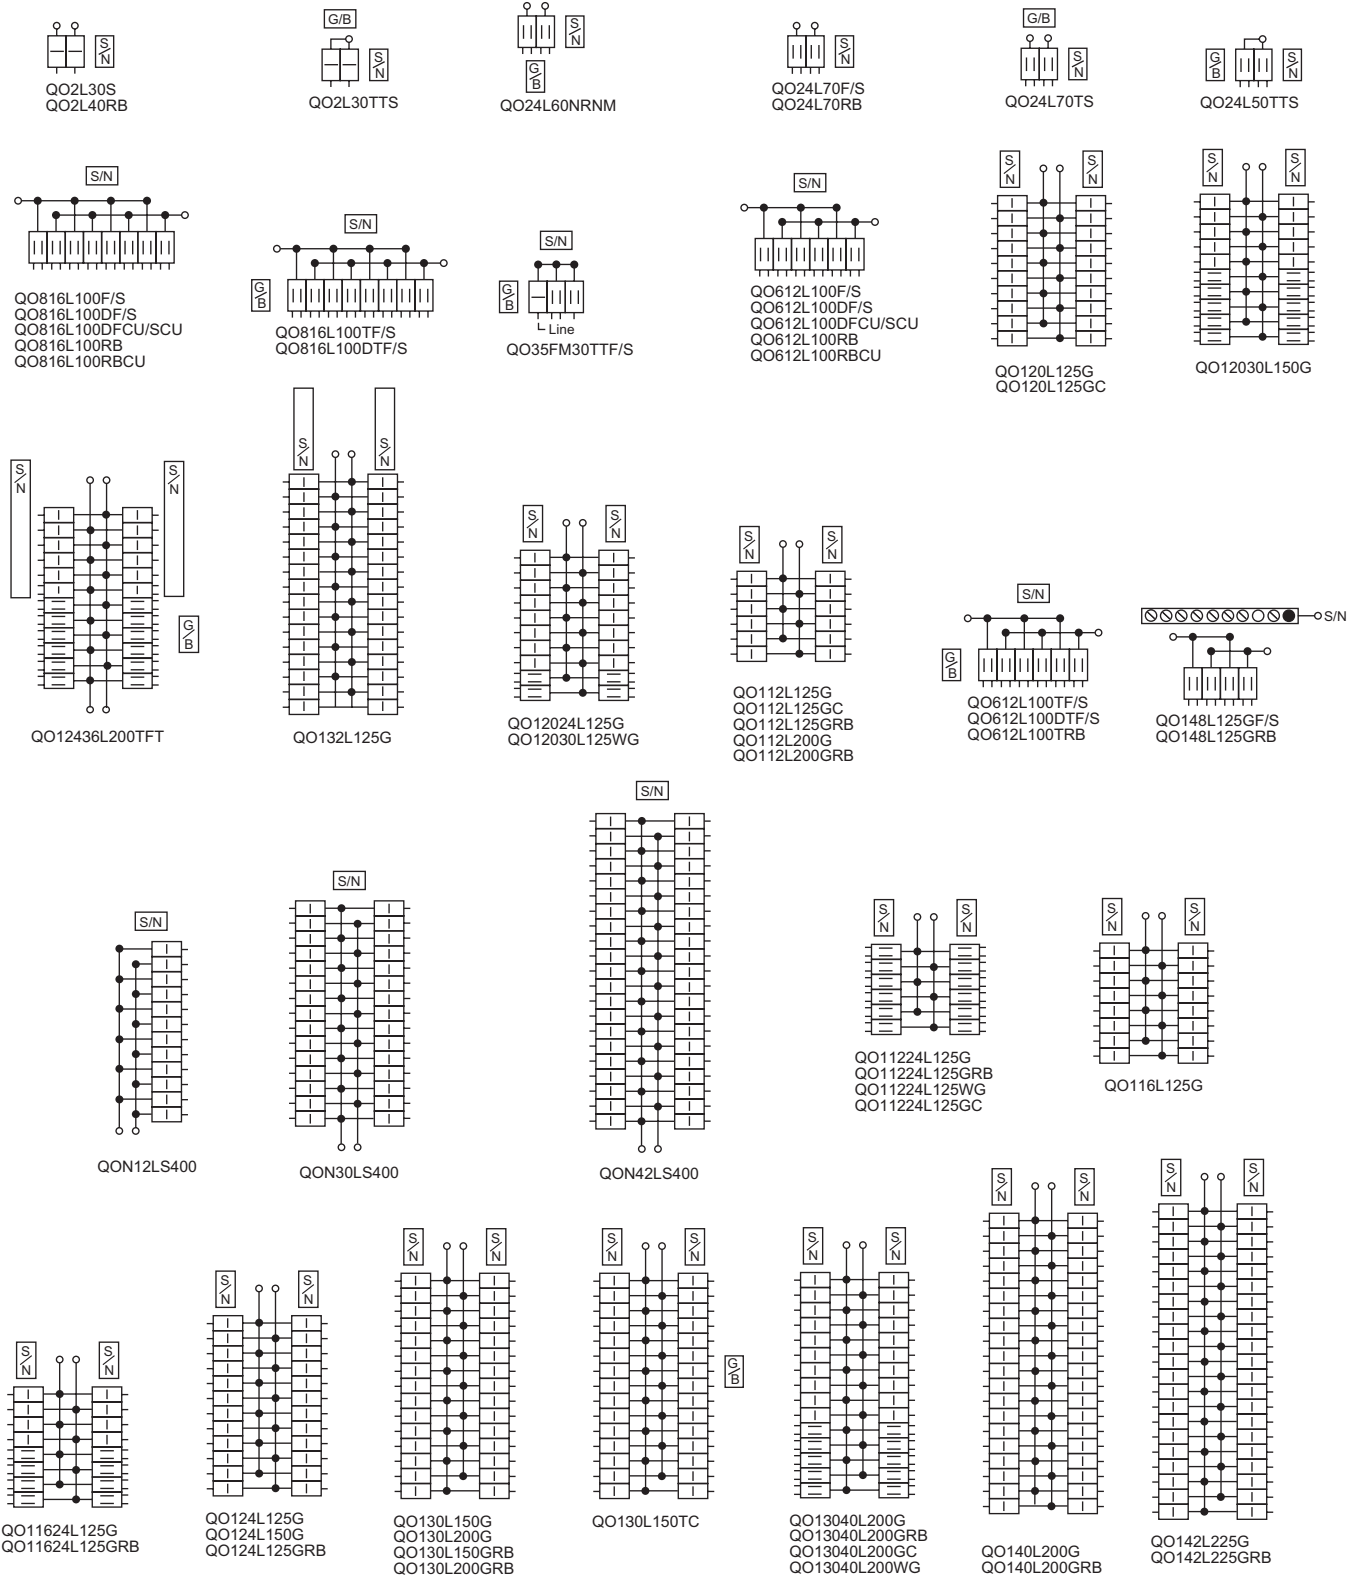 S/N
QO2L30S
QO2L40RB
G/B
S/N
QO2L30TTS
S/N
G/B
QO24L60NRNM
S/N
QO24L70F/S
QO24L70RB
G/B
S/N
QO24L70TS
G/B
S/N
QO24L50TTS
S/N
QO816L100F/S
QO816L100DF/S
QO816L100DFCU/SCU
QO816L100RB
QO816L100RBCU
S/N
G/B
QO816L100TF/S
QO816L100DTF/S
S/N
G/B
Line
QO35FM30TTF/S
S/N
QO612L100F/S
QO612L100DF/S
QO612L100DFCU/SCU
QO612L100RB
QO612L100RBCU
S/N
S/N
QO120L125G
QO120L125GC
S/N
S/N
QO12030L150G
S/N
S/N
G/B
QO12436L200TFT
S/N
S/N
QO132L125G
S/N
S/N
QO12024L125G
QO12030L125WG
S/N
S/N
QO112L125G
QO112L125GC
QO112L125GRB
QO112L200G
QO112L200GRB
S/N
G/B
QO612L100TF/S
QO612L100DTF/S
QO612L100TRB
S/N
QO148L125GF/S
QO148L125GRB
S/N
QON12LS400
S/N
QON30LS400
S/N
QON42LS400
S/N
S/N
QO11224L125G
QO11224L125GRB
QO11224L125WG
QO11224L125GC
S/N
S/N
QO116L125G
S/N
S/N
QO11624L125G
QO11624L125GRB
S/N
S/N
QO124L125G
QO124L150G
QO124L125GRB
S/N
S/N
QO130L150G
QO130L200G
QO130L150GRB
QO130L200GRB
S/N
S/N
G/B
QO130L150TC
S/N
S/N
QO13040L200G
QO13040L200GRB
QO13040L200GC
QO13040L200WG
S/N
S/N
QO140L200G
QO140L200GRB
S/N
S/N
QO142L225G
QO142L225GRB